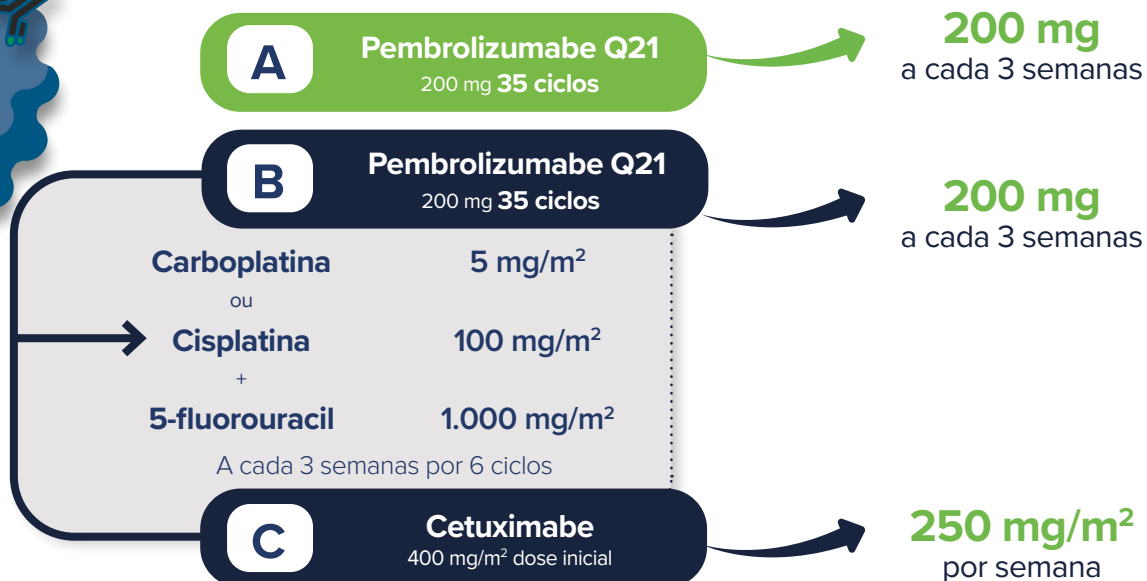 A
Pembrolizumabe Q21
200 mg 35 ciclos
200 mg
a cada 3 semanas
B
Pembrolizumabe Q21
200 mg 35 ciclos
200 mg
a cada 3 semanas
Carboplatina 5 mg/m²
ou
Cisplatina 100 mg/m²
+
5-fluorouracil 1.000 mg/m²
A cada 3 semanas por 6 ciclos
C
Cetuximabe
400 mg/m² dose inicial
250 mg/m²
por semana